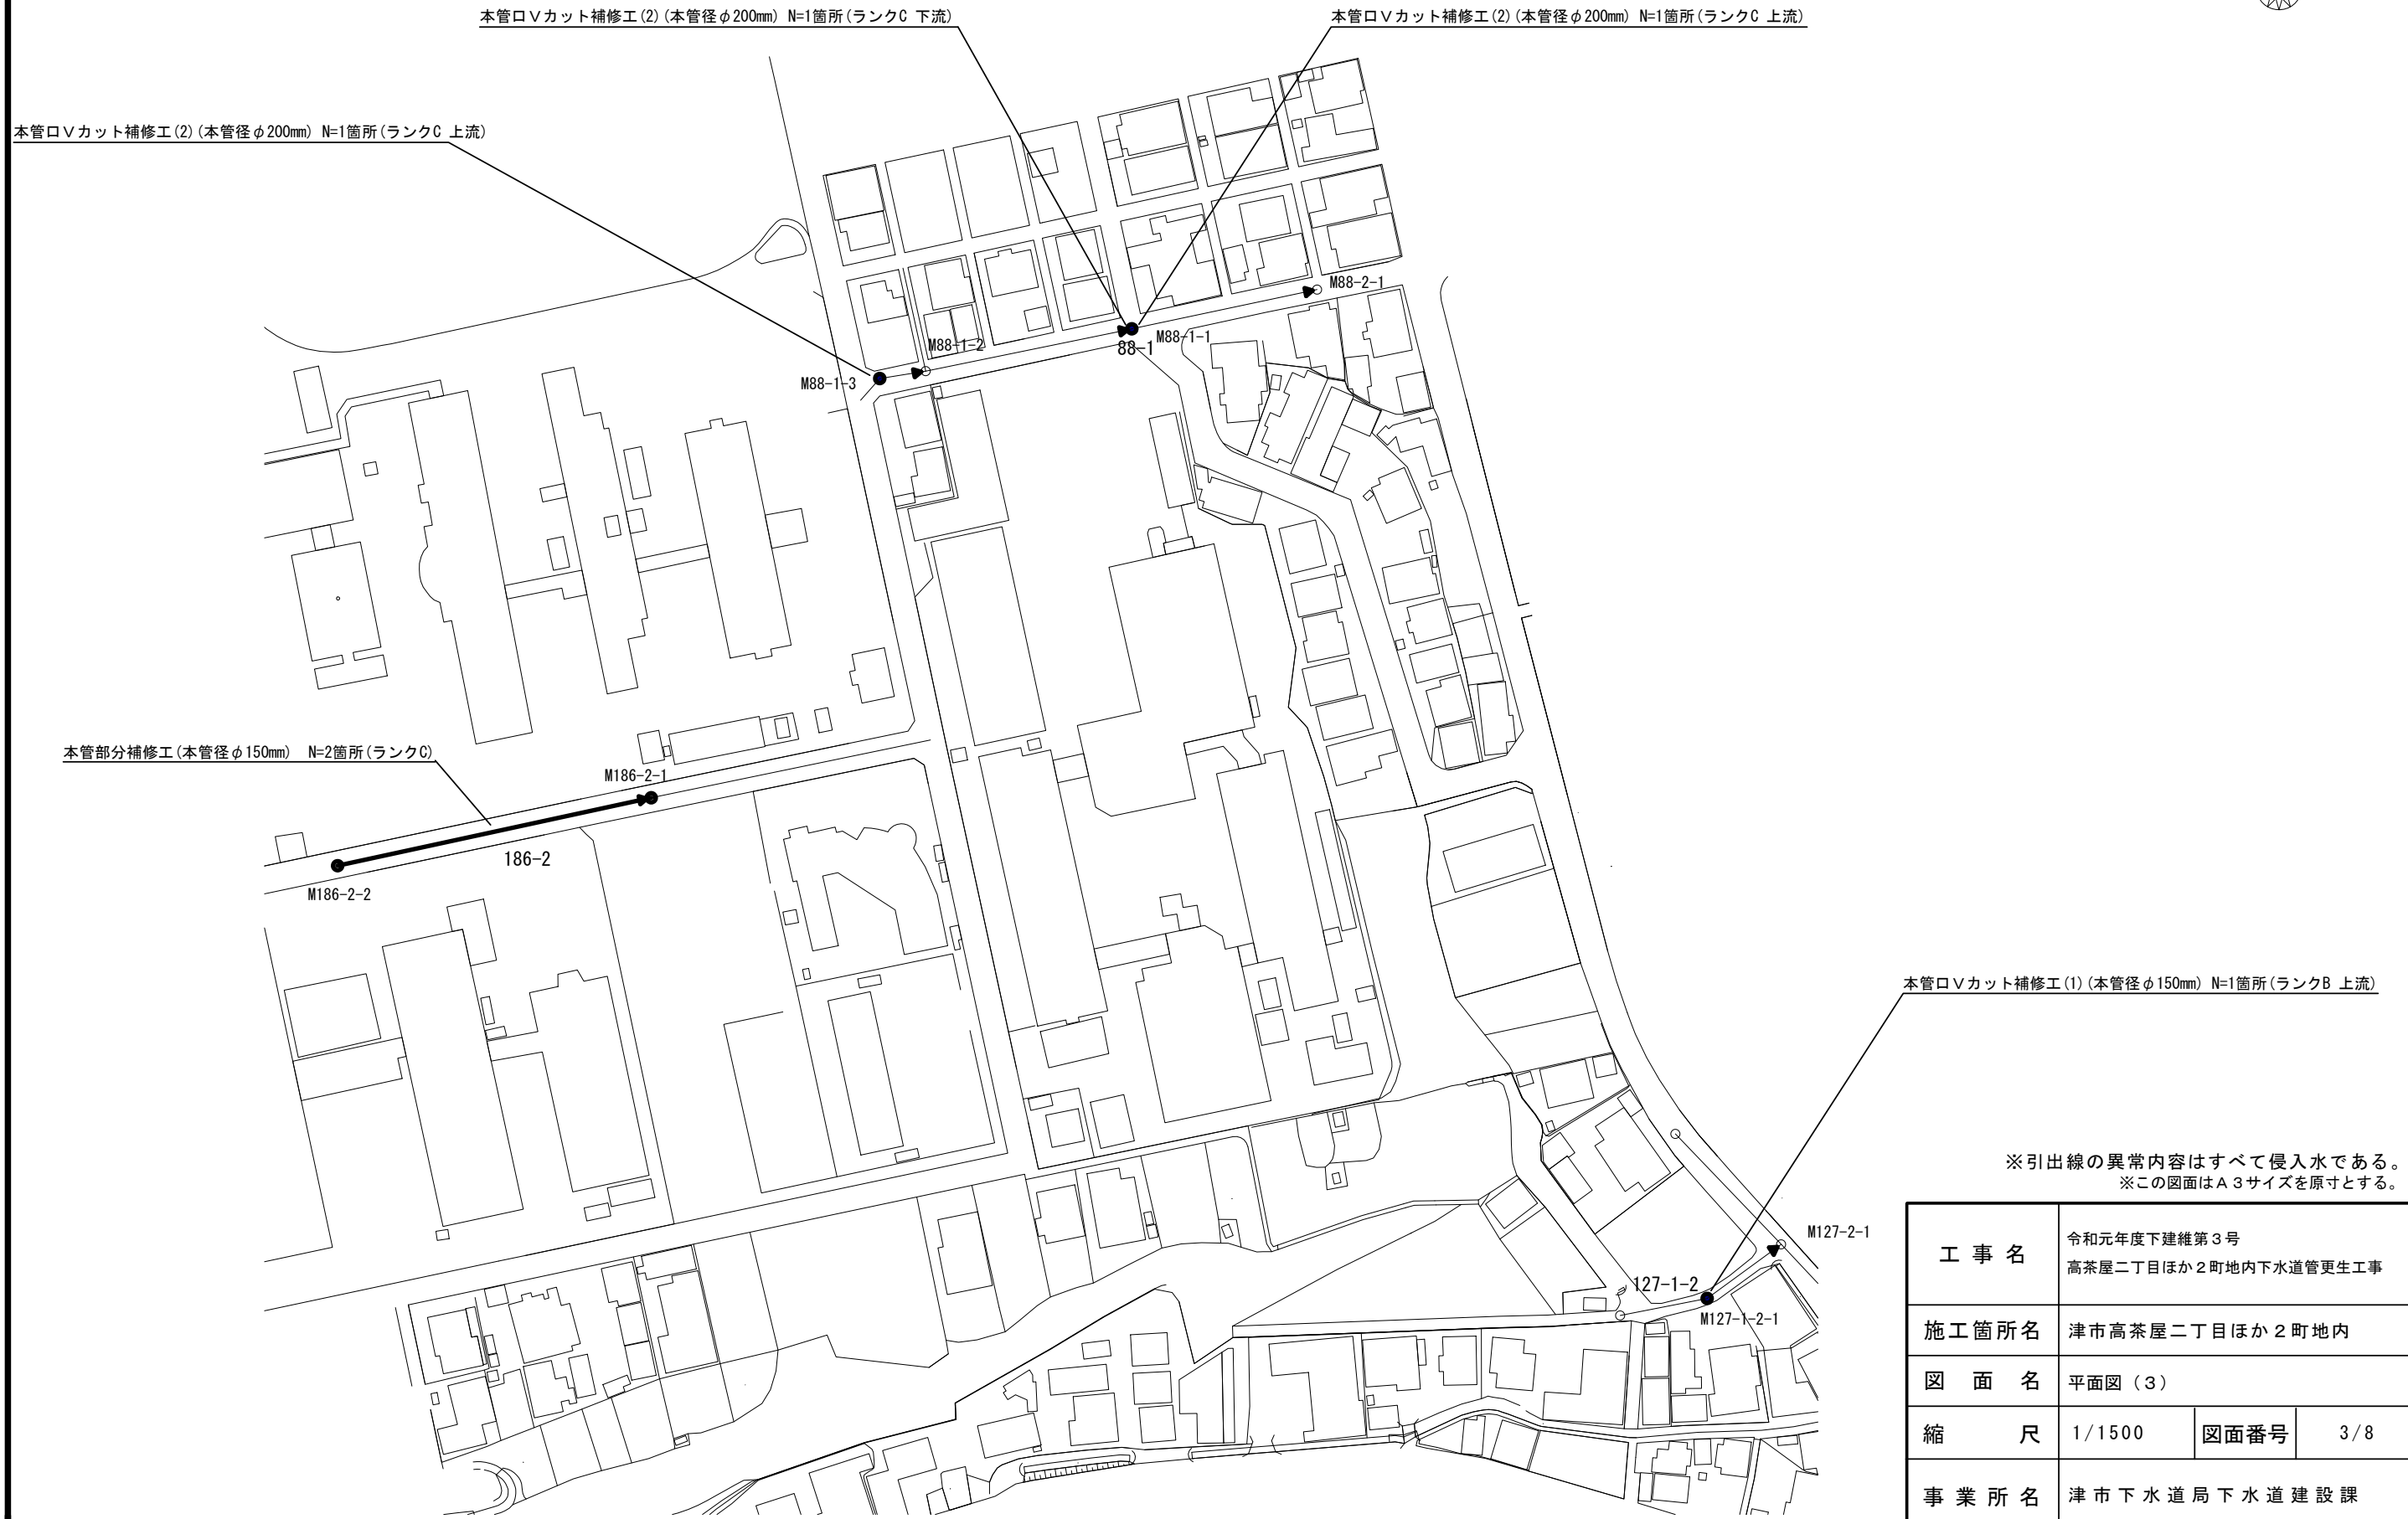 本管口Vカット補修工(2)(本管径φ200mm) N=1箇所(ランクC 下流)
本管口Vカット補修工(2)(本管径φ200mm) N=1箇所(ランクC 上流)
本管口Vカット補修工(2)(本管径φ200mm) N=1箇所(ランクC 上流)
M88-2-1
M88-1-1
88-1
M88-1-2
M88-1-3
本管部分補修工(本管径φ150mm) N=2箇所(ランクC)
M186-2-1
186-2
M186-2-2
本管口Vカット補修工(1)(本管径φ150mm) N=1箇所(ランクB 上流)
M127-2-1
127-1-2
M127-1-2-1
※引出線の異常内容はすべて侵入水である。
※この図面はA3サイズを原寸とする。
工事名
令和元年度下建維第3号
高茶屋二丁目ほか2町地内下水道管更生工事
施工箇所名 津市高茶屋二丁目ほか2町地内
図面名 平面図(3)
縮尺 1/1500 図面番号 3/8
事業所名 津市下水道局下水道建設課